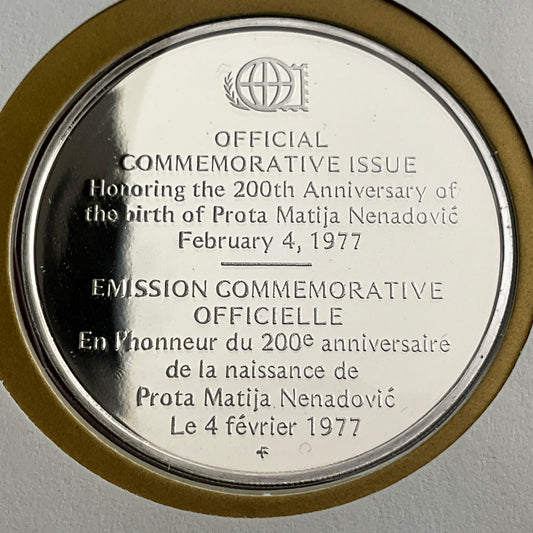 OFFICIAL
COMMEMORATIVE ISSUE
Honoring the 200th Anniversary of
the birth of Prota Matija Nenadović
February 4, 1977
EMISSION COMMEMORATIVE
OFFICIELLE
En l'honneur du 200e anniversairé
de la naissance de
Prota Matija Nenadović
Le 4 février 1977